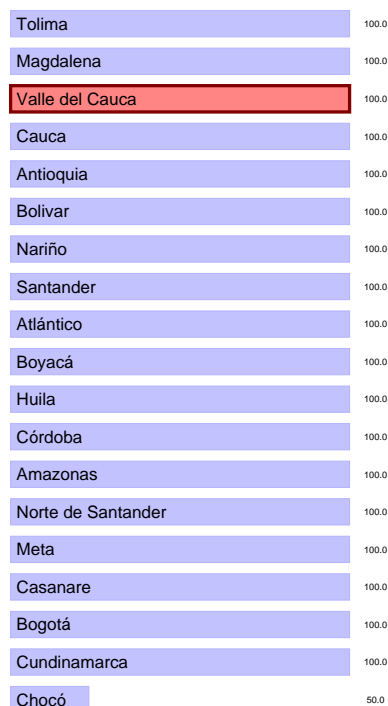 Tolima 100.0
Magdalena 100.0
Valle del Cauca 100.0
Cauca 100.0
Antioquia 100.0
Bolivar 100.0
Nariño 100.0
Santander 100.0
Atlántico 100.0
Boyacá 100.0
Huila 100.0
Córdoba 100.0
Amazonas 100.0
Norte de Santander 100.0
Meta 100.0
Casanare 100.0
Bogotá 100.0
Cundinamarca 100.0
Chocó 50.0